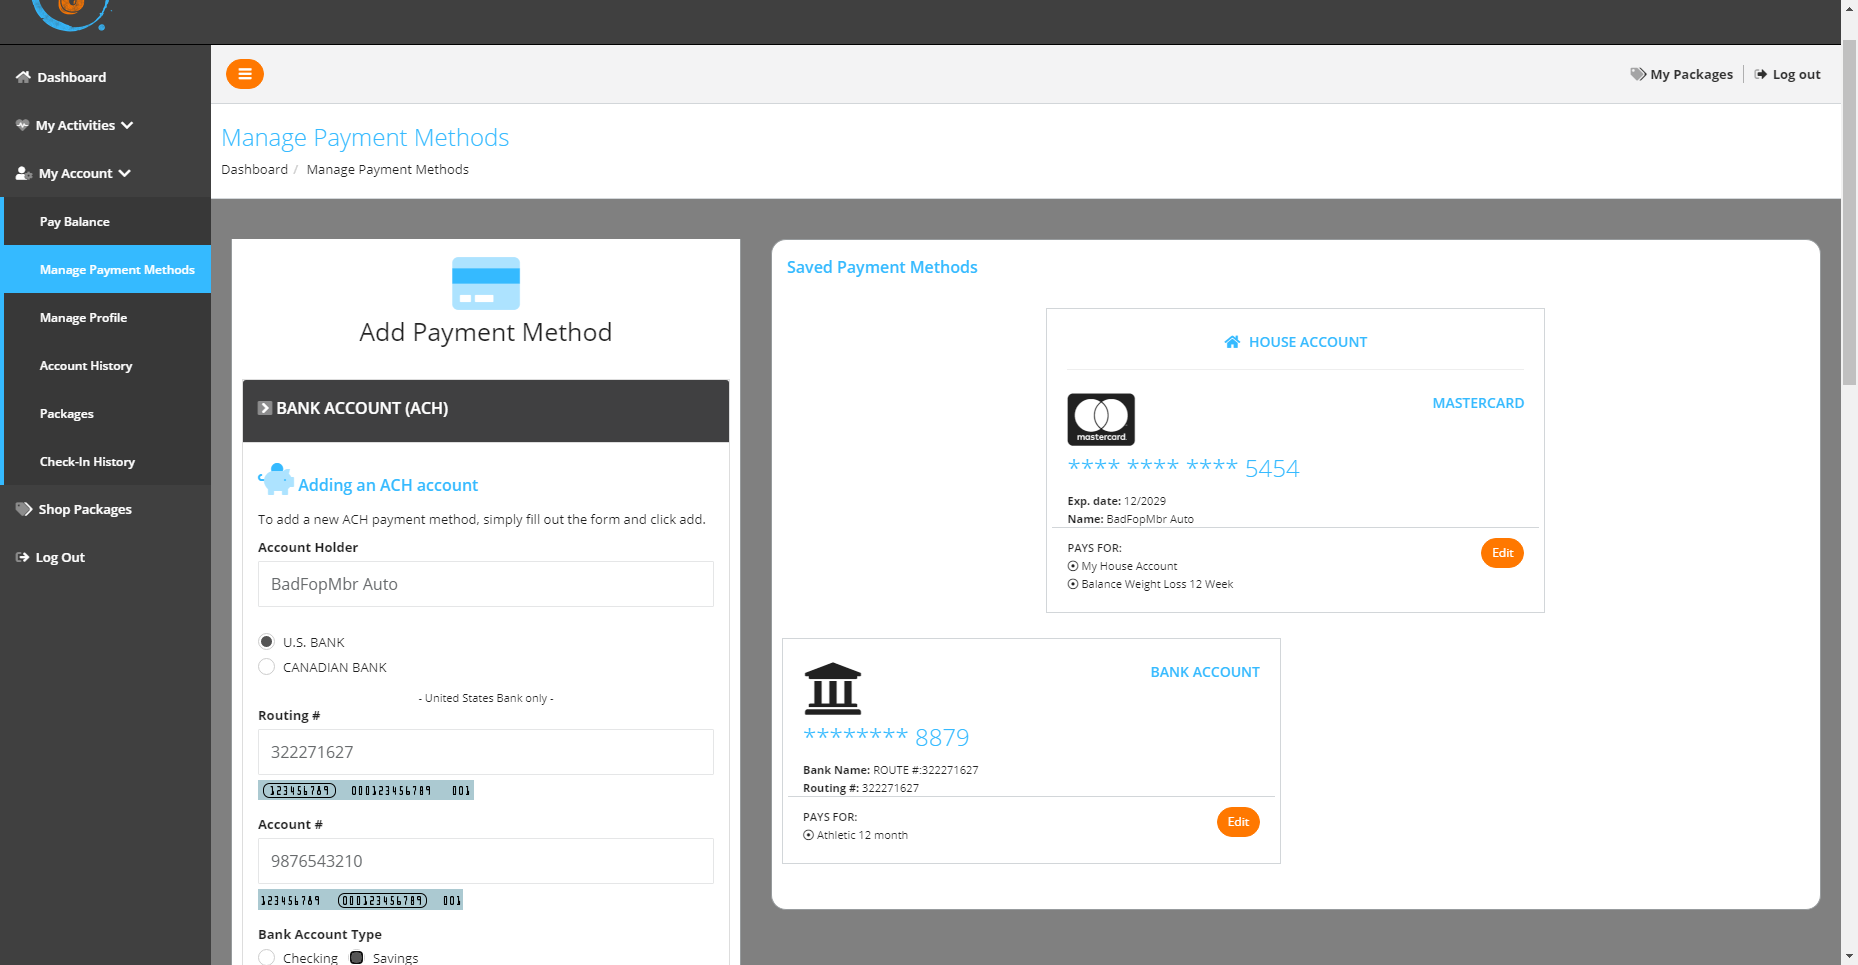 My Packages
Log out
Dashboard
My Activities
My Account
Pay Balance
Manage Payment Methods
Manage Profile
Account History
Packages
Check-In History
Shop Packages
Log Out
Manage Payment Methods
Dashboard / Manage Payment Methods
Add Payment Method
BANK ACCOUNT (ACH)
Adding an ACH account
To add a new ACH payment method, simply fill out the form and click add.
Account Holder
BadFopMbr Auto
U.S. BANK
CANADIAN BANK
- United States Bank only -
Routing #
322271627
123456789 000123456789 001
Account #
9876543210
123456789 000123456789 001
Bank Account Type
Checking Savings
Saved Payment Methods
HOUSE ACCOUNT
MASTERCARD
mastercard.
**** **** **** 5454
Exp. date: 12/2029
Name: BadFopMbr Auto
PAYS FOR:
Edit
My House Account
Balance Weight Loss 12 Week
BANK ACCOUNT
******** 8879
Bank Name: ROUTE #:322271627
Routing #: 322271627
PAYS FOR:
Edit
Athletic 12 month